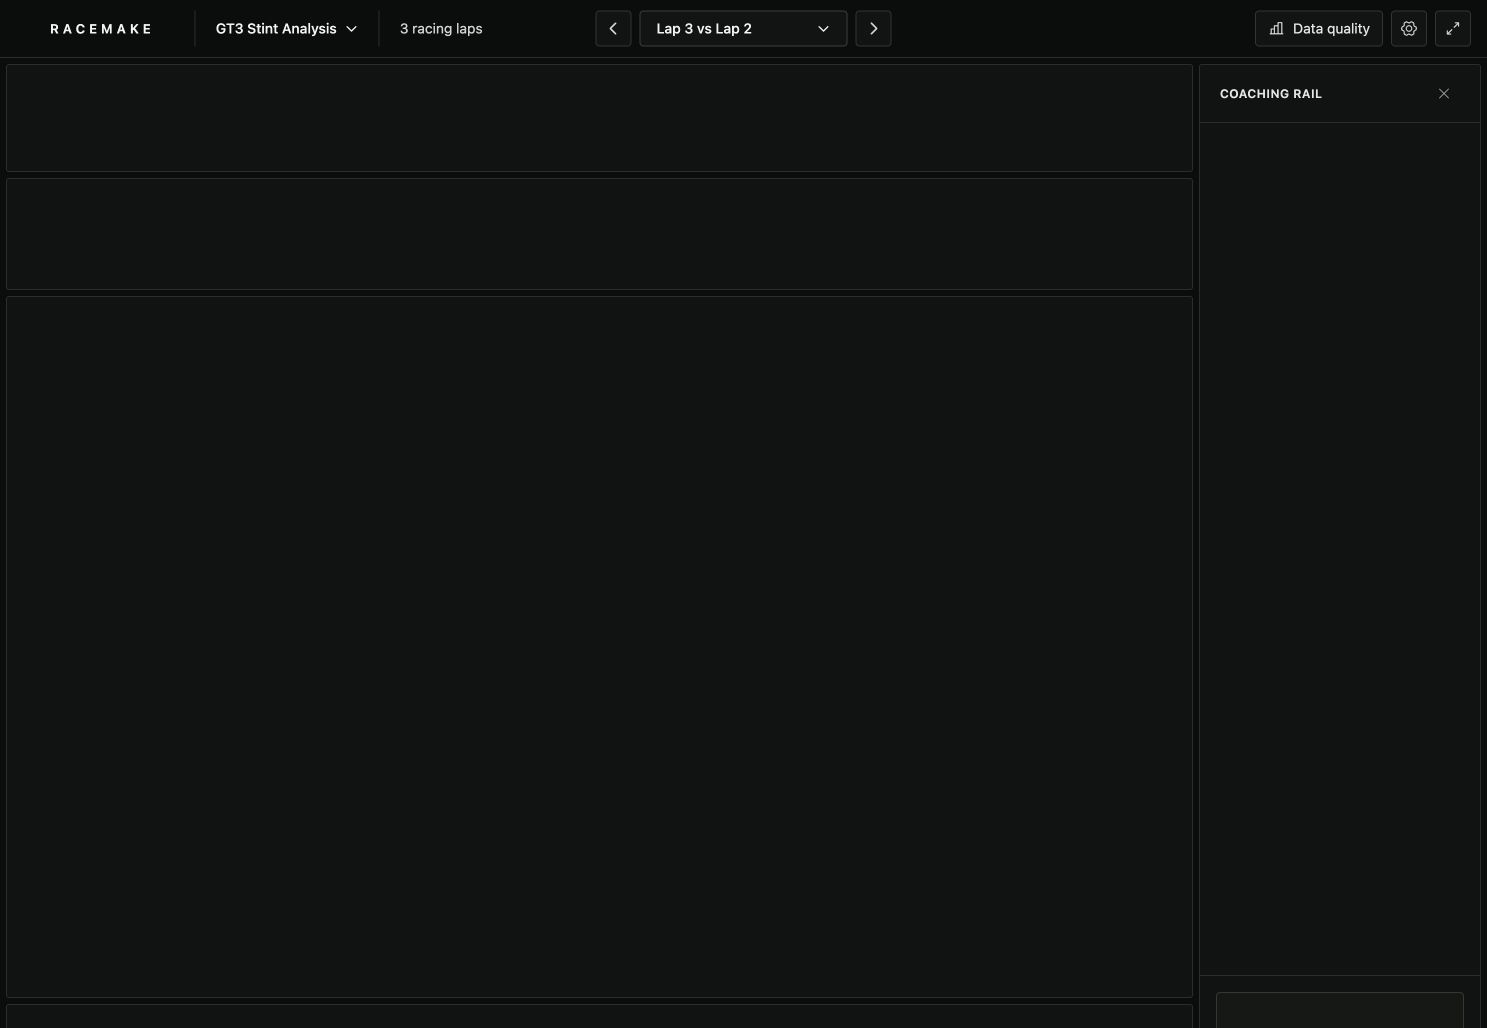 RACEMAKE
GT3 Stint Analysis
3 racing laps
Lap 3 vs Lap 2
Data quality
COACHING RAIL